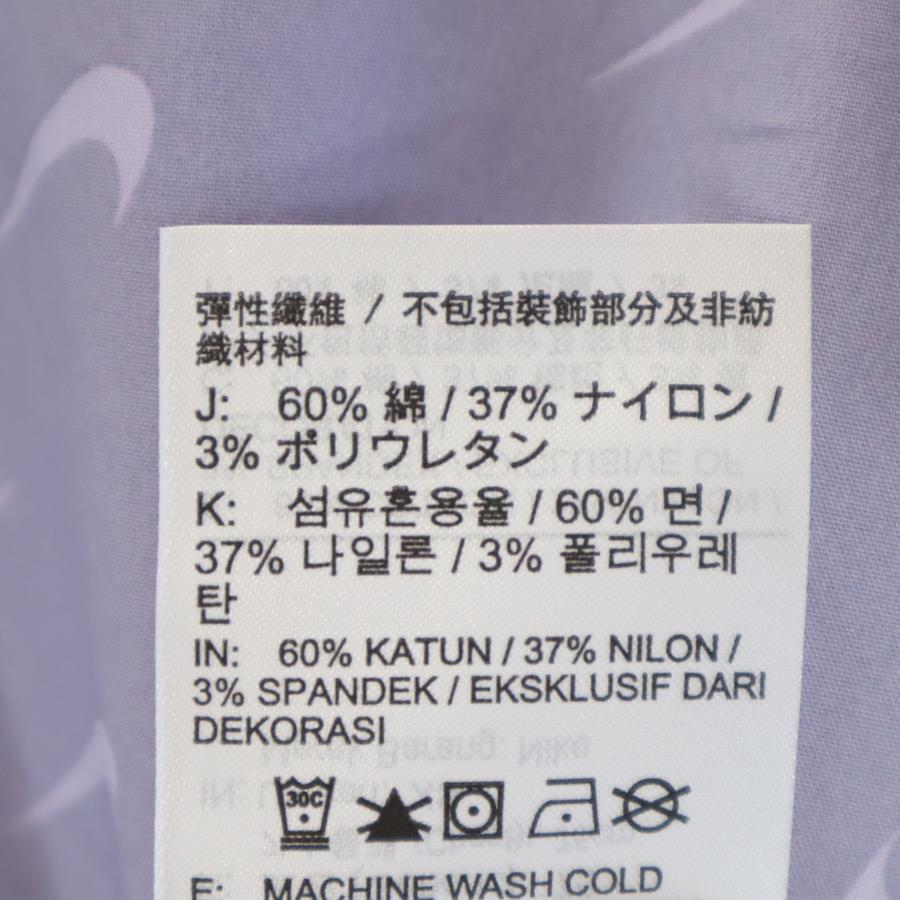 彈性纖維 / 不包括裝飾部分及非紡
織材料
J: 60% 綿 / 37% ナイロン /
3% ポリウレタン
K: 섬유혼용율 / 60% 면 /
37% 나일론 / 3% 폴리우레
탄
IN: 60% KATUN / 37% NILON /
3% SPANDEK / EKSKLUSIF DARI
DEKORASI
30C
E: MACHINE WASH COLD